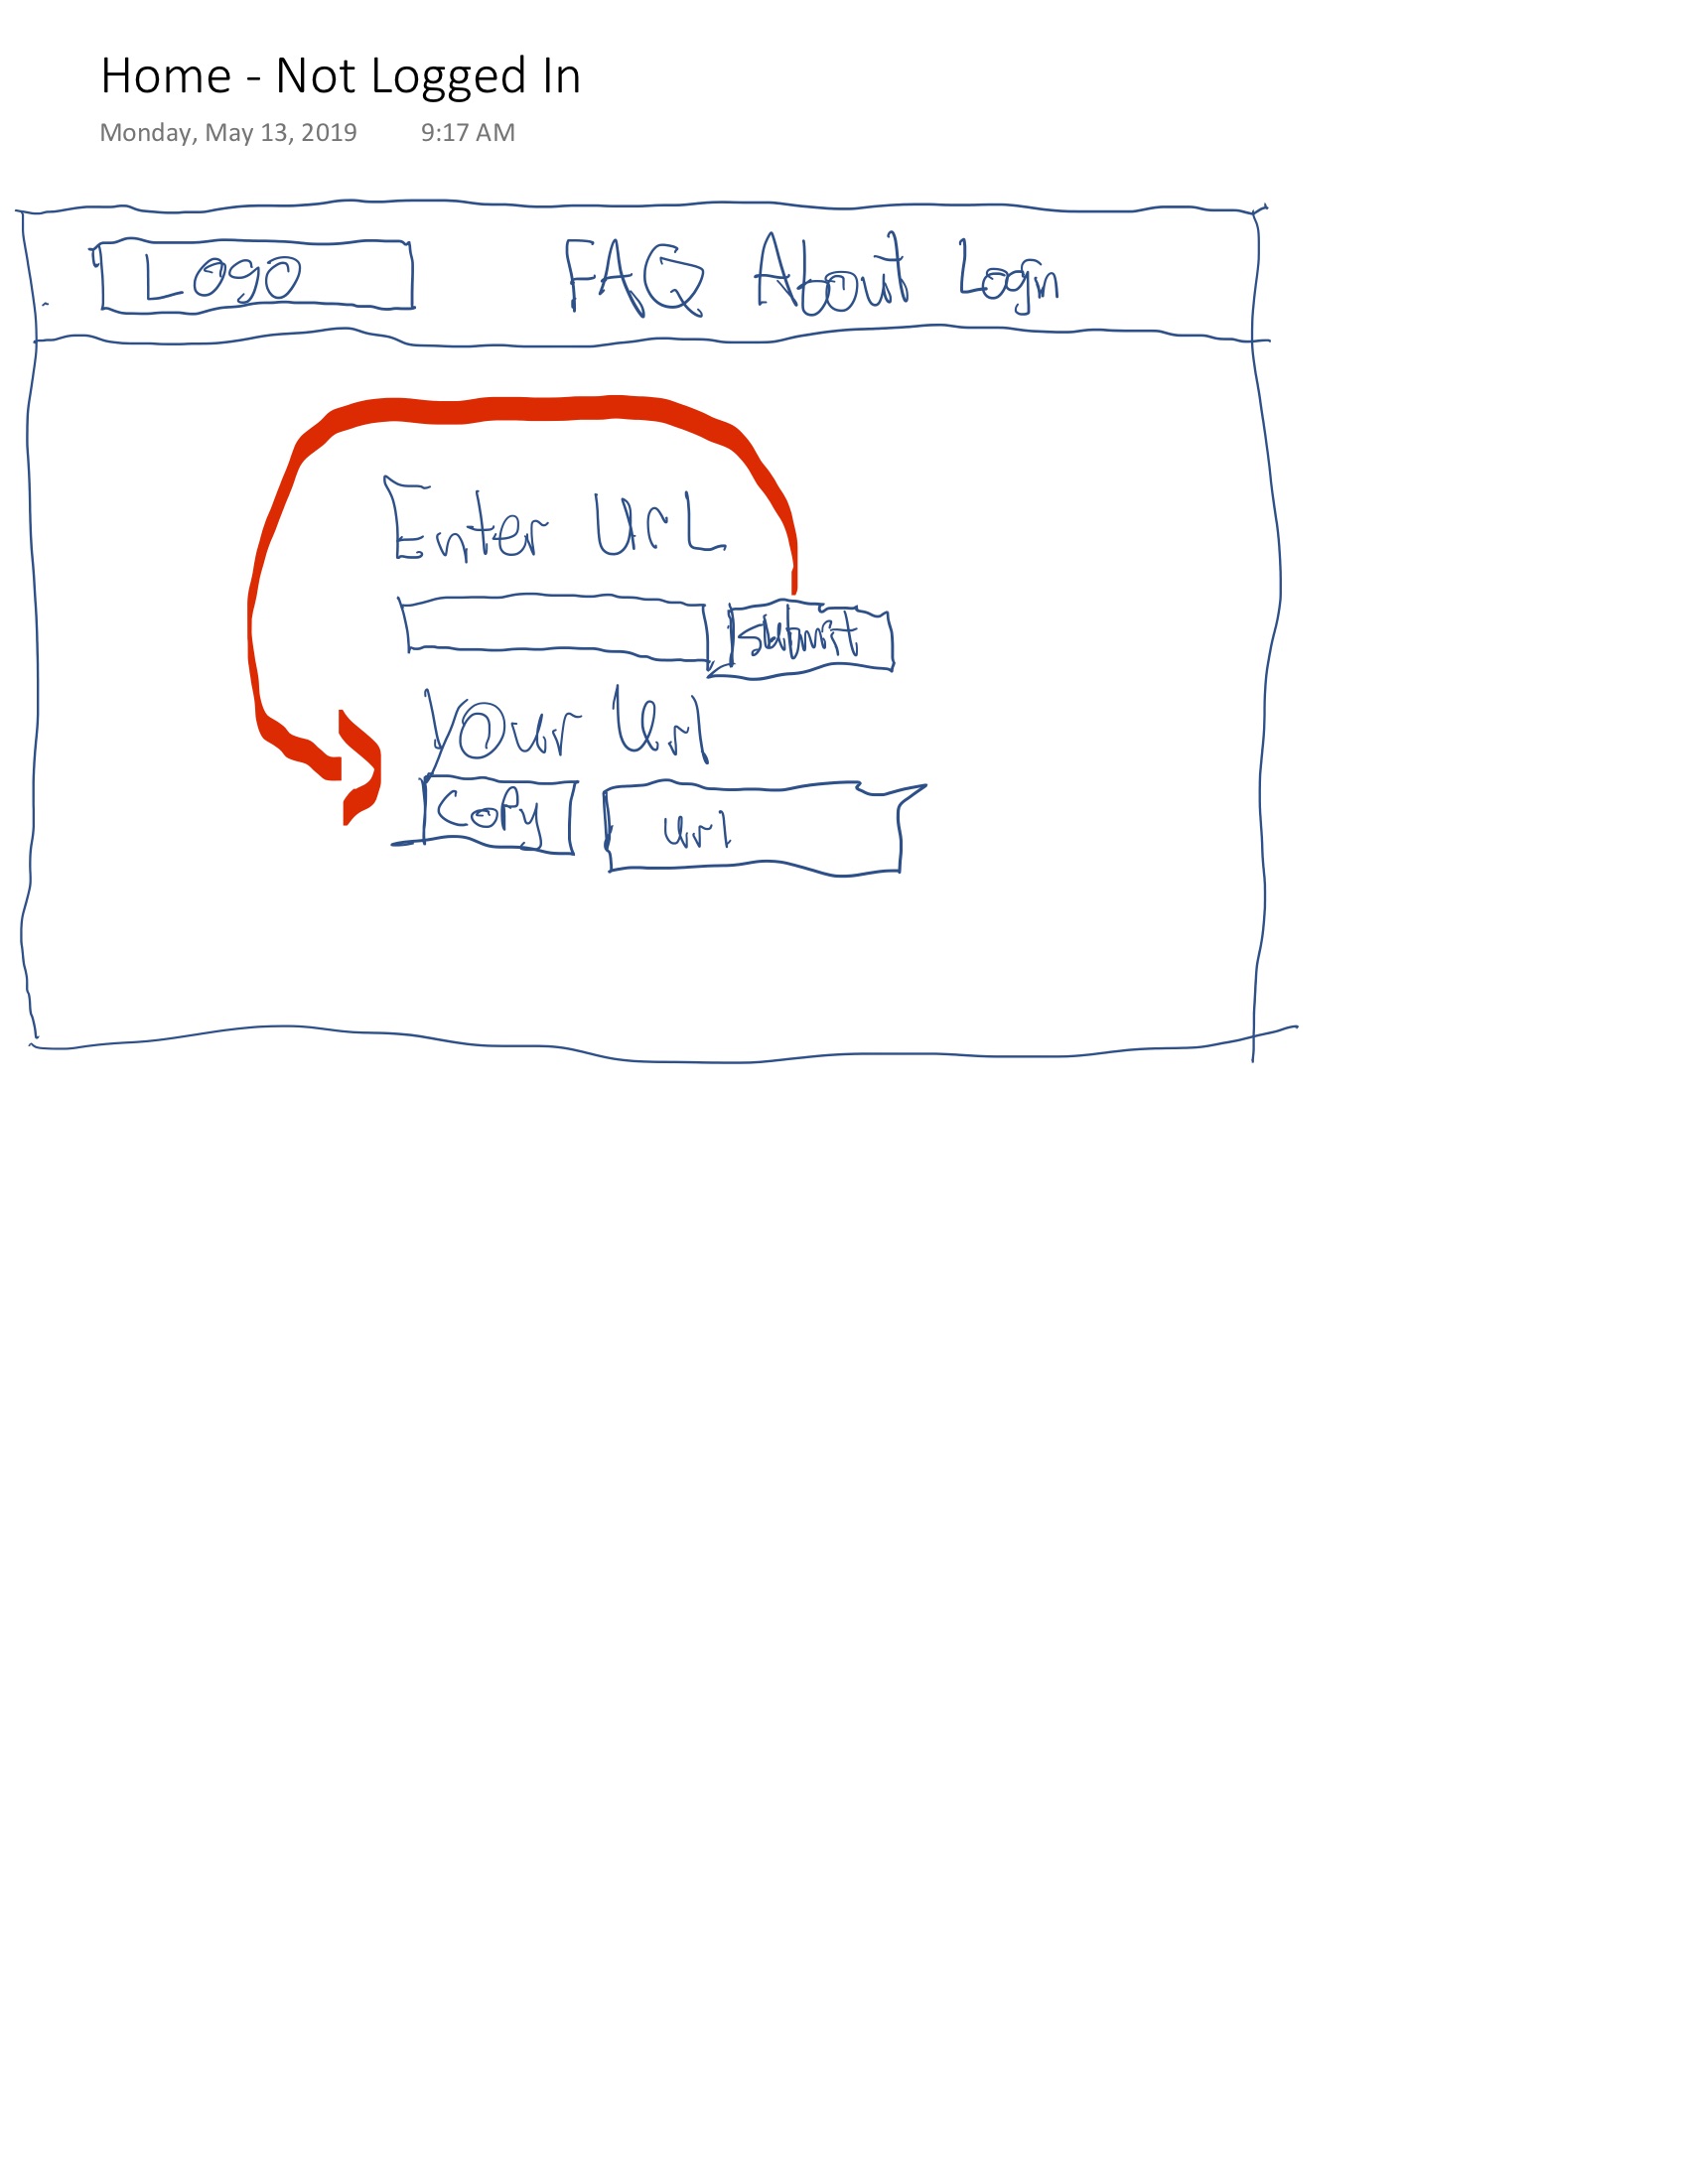 Home - Not Logged In
Monday, May 13, 2019 9:17 AM
Logo FAQ About Login
Enter UrL
Submit
Your Url
Copy url